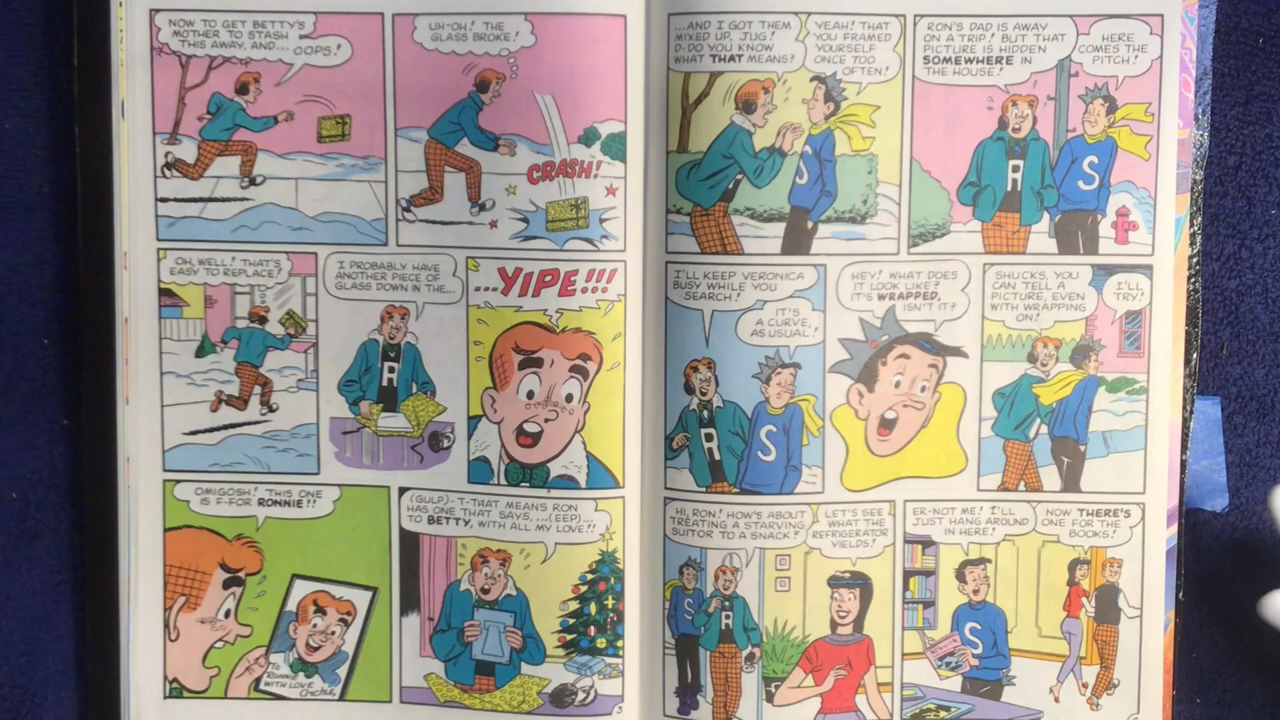 NOW TO GET BETTY'S
MOTHER TO STASH
THIS AWAY, AND...
OOPS!
UH-OH! THE
GLASS BROKE!
CRASH!
OH, WELL! THAT'S
EASY TO REPLACE!
I PROBABLY HAVE
ANOTHER PIECE OF
GLASS DOWN IN THE...
...YIPE!!!
R
OMIGOSH! THIS ONE
IS F-FOR RONNIE!!
TO
RONNIE
WITH LOVE
Archie
(GULP)-T-THAT MEANS RON
HAS ONE THAT SAYS, ...(EEP)...
TO BETTY, WITH ALL MY LOVE!!
3
...AND I GOT THEM
MIXED UP, JUG!
D-DO YOU KNOW
WHAT THAT MEANS?
YEAH! THAT
YOU FRAMED
YOURSELF
ONCE TOO
OFTEN!
S
RON'S DAD IS AWAY
ON A TRIP! BUT THAT
PICTURE IS HIDDEN
SOMEWHERE IN
THE HOUSE!
HERE
COMES THE
PITCH!
R
S
I'LL KEEP VERONICA
BUSY WHILE YOU
SEARCH!
IT'S
A CURVE,
AS USUAL!
R
S
HEY! WHAT DOES
IT LOOK LIKE?
IT'S WRAPPED,
ISN'T IT?
SHUCKS, YOU
CAN TELL A
PICTURE, EVEN
WITH WRAPPING
ON!
I'LL
TRY!
HI, RON! HOW'S ABOUT
TREATING A STARVING
SUITOR TO A SNACK?
LET'S SEE
WHAT THE
REFRIGERATOR
YIELDS!
S
R
ER-NOT ME! I'LL
JUST HANG AROUND
IN HERE!
NOW THERE'S
ONE FOR THE
BOOKS!
S